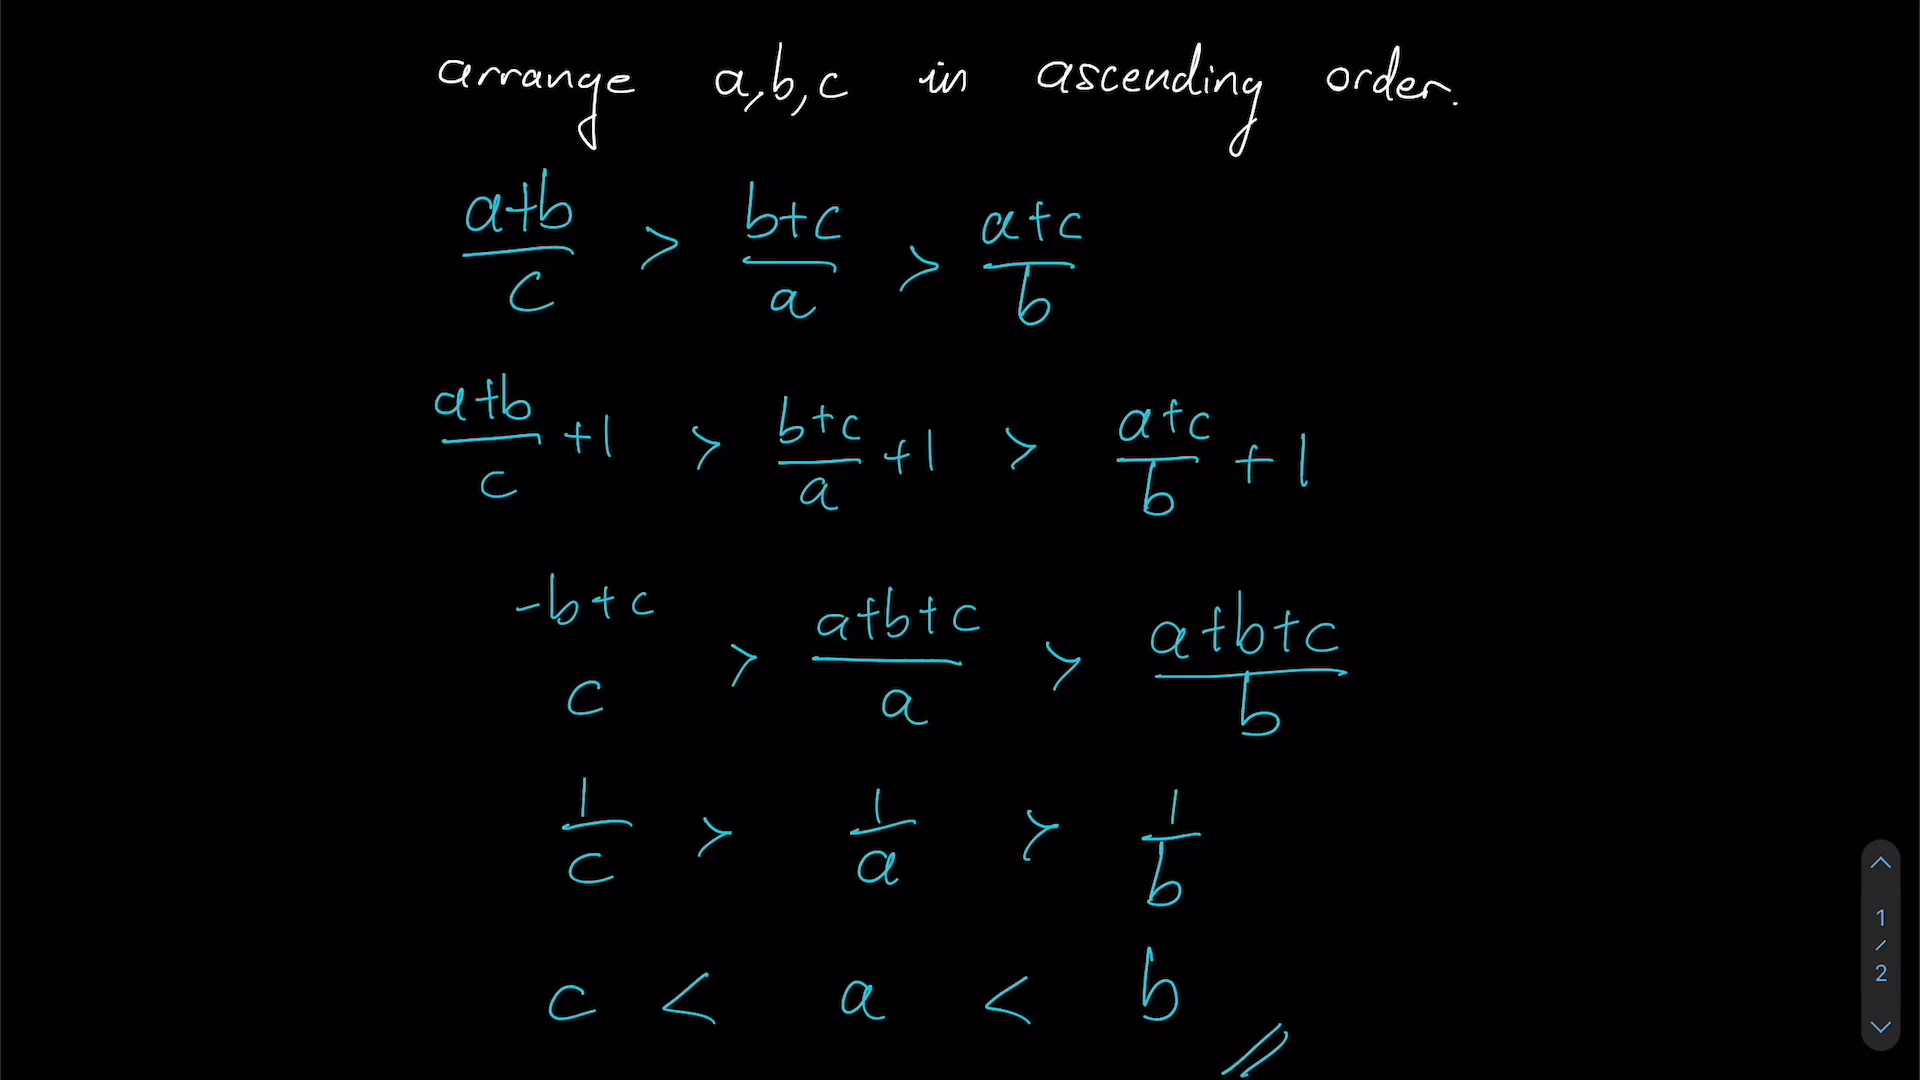 arrange a,b,c in ascending order.
a+b/c > b+c/a > a+c/b
a+b/c +1 > b+c/a +1 > a+c/b +1
-b+c c > a+b+c/a > a+b+c/b
1/c > 1/a > 1/b
c < a < b
1
/
2